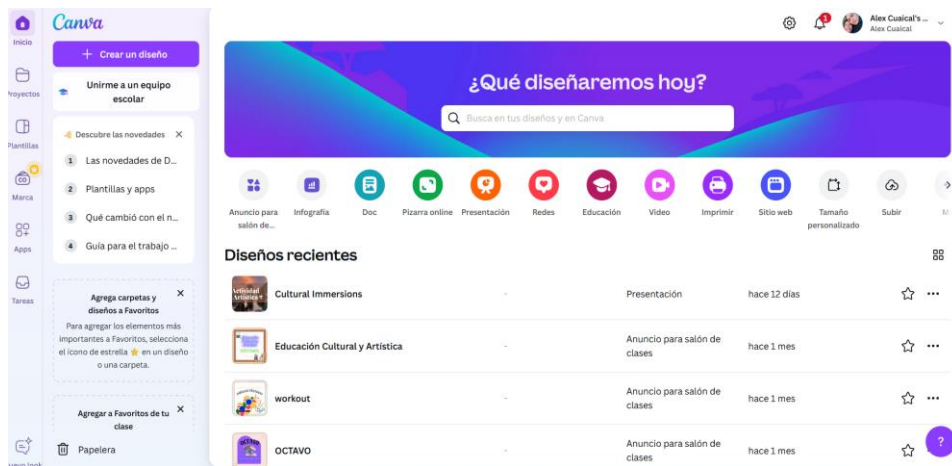 Canva
Alex Cuaical's ...
Alex Cuaical
1
Inicio
Proyectos
Plantillas
Marca
Apps
Tareas
Crear un diseño
Unirme a un equipo
escolar
Descubre las novedades
1 Las novedades de D...
2 Plantillas y apps
3 Qué cambió con el n...
4 Guía para el trabajo ...
Agrega carpetas y
diseños a Favoritos
Para agregar los elementos más
importantes a Favoritos, selecciona
el ícono de estrella ⭐ en un diseño
o una carpeta.
Agregar a Favoritos de tu
clase
Papelera
¿Qué diseñaremos hoy?
Busca en tus diseños y en Canva
Anuncio para
salón de...
Infografía
Doc
Pizarra online
Presentación
Redes
Educación
Video
Imprimir
Sitio web
Tamaño
personalizado
Subir
Diseños recientes
Cultural Immersions - Presentación hace 12 días
Educación Cultural y Artística - Anuncio para salón de
clases hace 1 mes
workout - Anuncio para salón de
clases hace 1 mes
OCTAVO - Anuncio para salón de
clases hace 1 mes
?